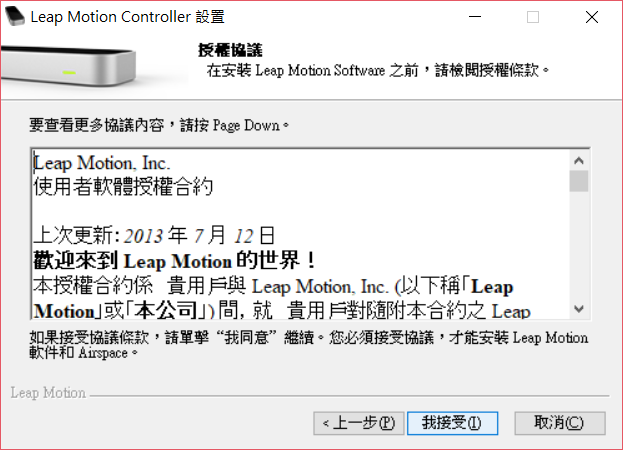 Leap Motion Controller 設置
授權協議
在安裝 Leap Motion Software 之前，請檢閱授權條款。
要查看更多協議內容，請按 Page Down。
Leap Motion, Inc.
使用者軟體授權合約
上次更新: 2013 年 7 月 12 日
歡迎來到 Leap Motion 的世界！
本授權合約係　貴用戶與 Leap Motion, Inc. (以下稱「Leap
Motion」或「本公司」) 間，就　貴用戶對隨附本合約之 Leap
如果接受協議條款，請單擊 “我同意” 繼續。您必須接受協議，才能安裝 Leap Motion
軟件和 Airspace。
Leap Motion
< 上一步(P)
我接受(I)
取消(C)